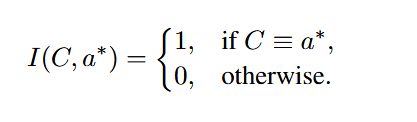 I(C, a*) = { 1, if C ≡ a*,
0, otherwise.